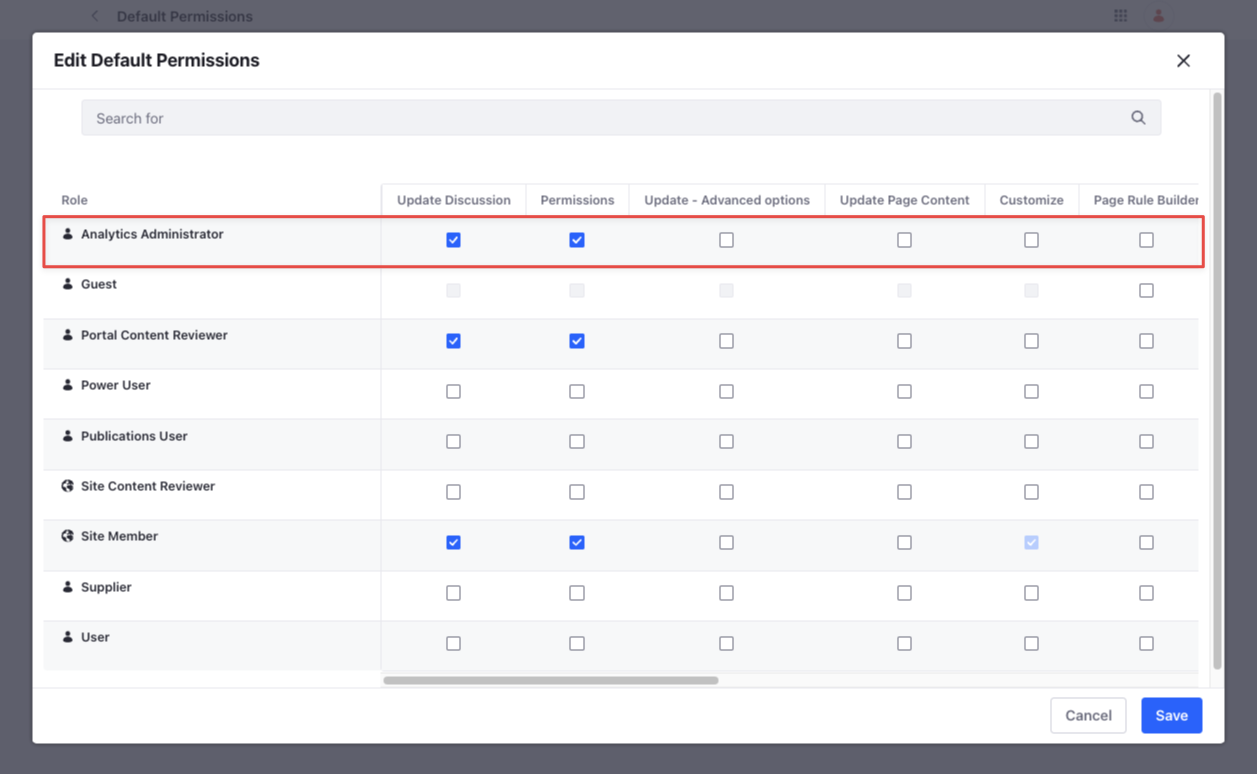 Default Permissions
Edit Default Permissions
Search for
Role Update Discussion Permissions Update - Advanced options Update Page Content Customize Page Rule Builder
Analytics Administrator
Guest
Portal Content Reviewer
Power User
Publications User
Site Content Reviewer
Site Member
Supplier
User
Cancel Save